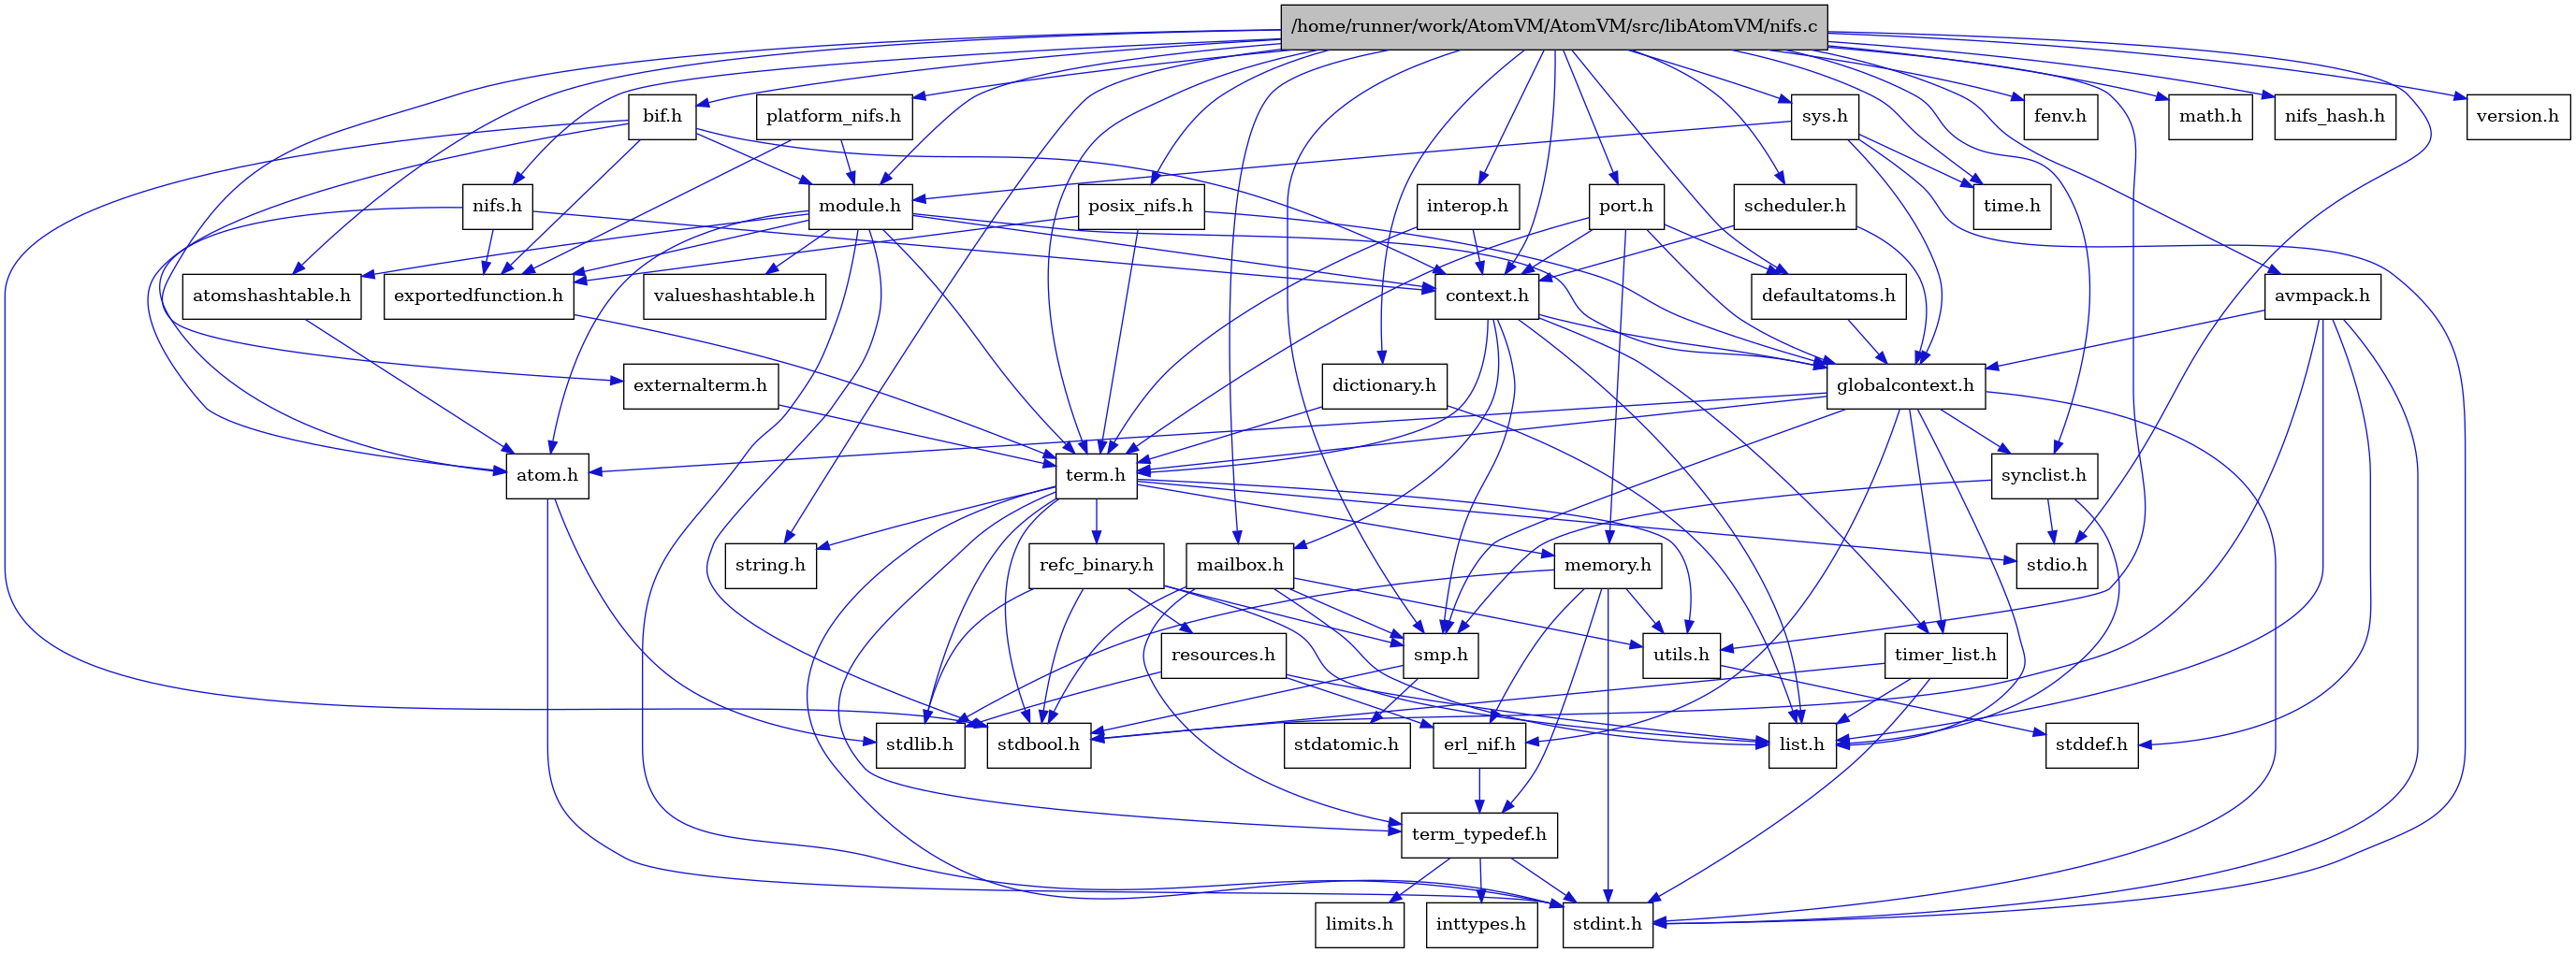 /home/runner/work/AtomVM/AtomVM/src/libAtomVM/nifs.c
bif.h
platform_nifs.h
sys.h
fenv.h
math.h
nifs_hash.h
version.h
nifs.h
module.h
posix_nifs.h
interop.h
port.h
scheduler.h
time.h
atomshashtable.h
exportedfunction.h
valueshashtable.h
context.h
defaultatoms.h
avmpack.h
externalterm.h
dictionary.h
globalcontext.h
atom.h
term.h
synclist.h
string.h
refc_binary.h
mailbox.h
memory.h
stdio.h
resources.h
smp.h
utils.h
timer_list.h
stdlib.h
stdbool.h
stdatomic.h
erl_nif.h
list.h
stddef.h
term_typedef.h
limits.h
inttypes.h
stdint.h